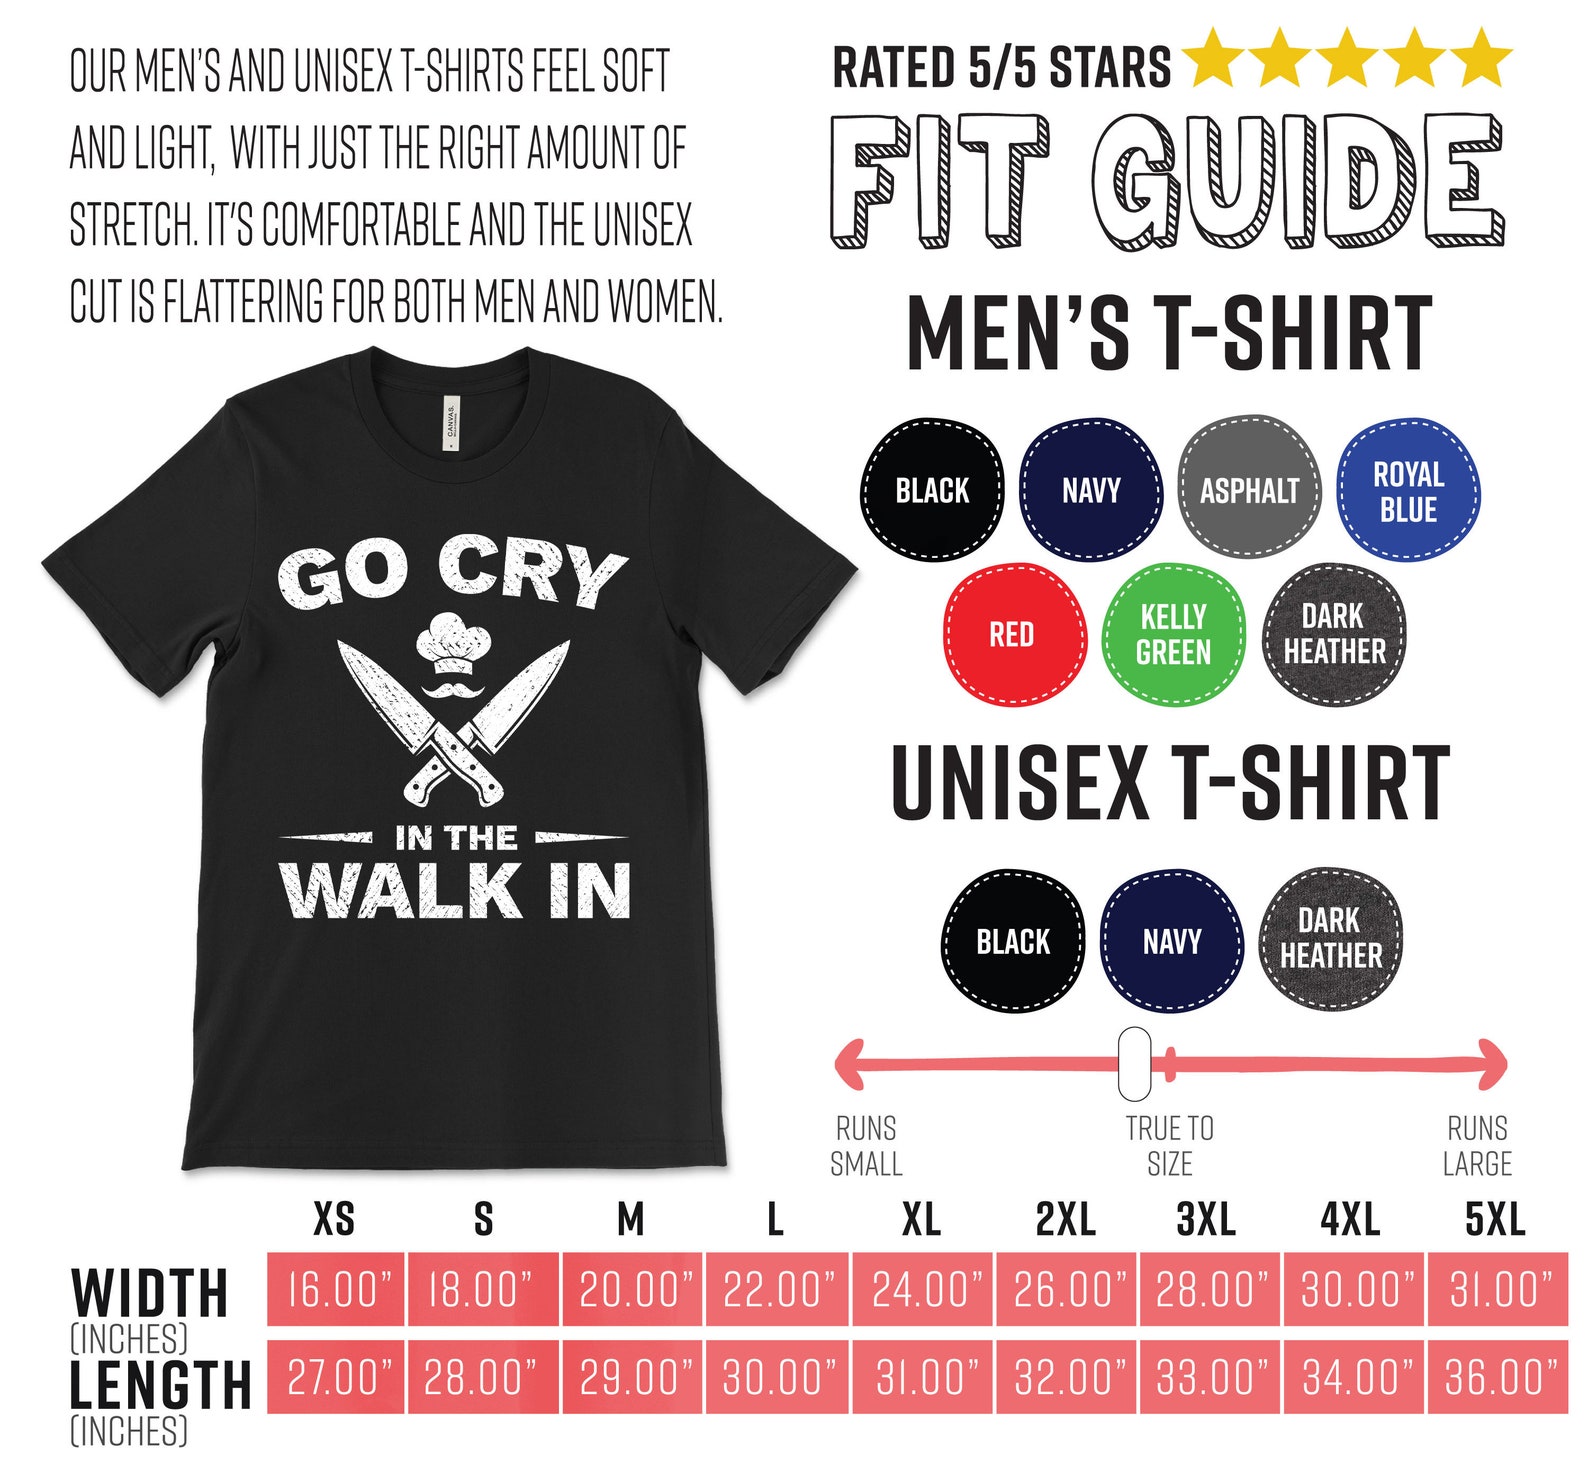 OUR MEN'S AND UNISEX T-SHIRTS FEEL SOFT
AND LIGHT, WITH JUST THE RIGHT AMOUNT OF
STRETCH. IT'S COMFORTABLE AND THE UNISEX
CUT IS FLATTERING FOR BOTH MEN AND WOMEN.
CANVAS.
GO CRY
IN THE
WALK IN
RATED 5/5 STARS
FIT GUIDE
MEN'S T-SHIRT
BLACK
NAVY
ASPHALT
ROYAL
BLUE
RED
KELLY
GREEN
DARK
HEATHER
UNISEX T-SHIRT
BLACK
NAVY
DARK
HEATHER
RUNS
SMALL
TRUE TO
SIZE
RUNS
LARGE
XS S M L XL 2XL 3XL 4XL 5XL
WIDTH 16.00" 18.00" 20.00" 22.00" 24.00" 26.00" 28.00" 30.00" 31.00"
(INCHES)
LENGTH 27.00" 28.00" 29.00" 30.00" 31.00" 32.00" 33.00" 34.00" 36.00"
(INCHES)